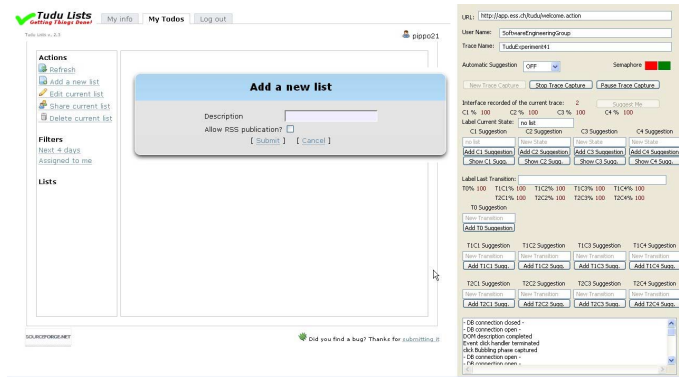 Tudu Lists
Getting Things Done!
My info
My Todos
Log out
Tudu Lists v. 2.3
pippo21
Actions
Refresh
Add a new list
Edit current list
Share current list
Delete current list
Filters
Next 4 days
Assigned to me
Lists
Add a new list
Description
Allow RSS publication?
[ Submit ] [ Cancel ]
SOURCEFORGE.NET
Did you find a bug? Thanks for submitting it
URL: http://app.ess.ch/tudu/welcome.action
User Name: SoftwareEngineeringGroup
Trace Name: TuduExperiment41
Automatic Suggestion OFF Semaphore
New Trace Capture Stop Trace Capture Pause Trace Capture
Interface recorded of the current trace: 2 Suggest Me
C1 % 100 C2 % 100 C3 % 100 C4 % 100
Label Current State: no list
C1 Suggestion C2 Suggestion C3 Suggestion C4 Suggestion
no list New State New State New State
Add C1 Suggestion Add C2 Suggestion Add C3 Suggestion Add C4 Suggestion
Show C1 Sugg. Show C2 Sugg. Show C3 Sugg. Show C4 Sugg.
Label Last Transition:
T0% 100 T1C1% 100 T1C2% 100 T1C3% 100 T1C4% 100
T2C1% 100 T2C2% 100 T2C3% 100 T2C4% 100
T0 Suggestion
New Transition
Add T0 Suggestion
T1C1 Suggestion T1C2 Suggestion T1C3 Suggestion T1C4 Suggestion
New Transition New Transition New Transition New Transition
Add T1C1 Sugg. Add T1C2 Sugg. Add T1C3 Sugg. Add T1C4 Sugg.
T2C1 Suggestion T2C2 Suggestion T2C3 Suggestion T2C4 Suggestion
New Transition New Transition New Transition New Transition
Add T2C1 Sugg. Add T2C2 Sugg. Add T2C3 Sugg. Add T2C4 Sugg.
- DB connection closed -
- DB connection open -
DOM description completed
Event click handler terminated
click Bubbling phase captured
- DB connection open -
- DB connection open -